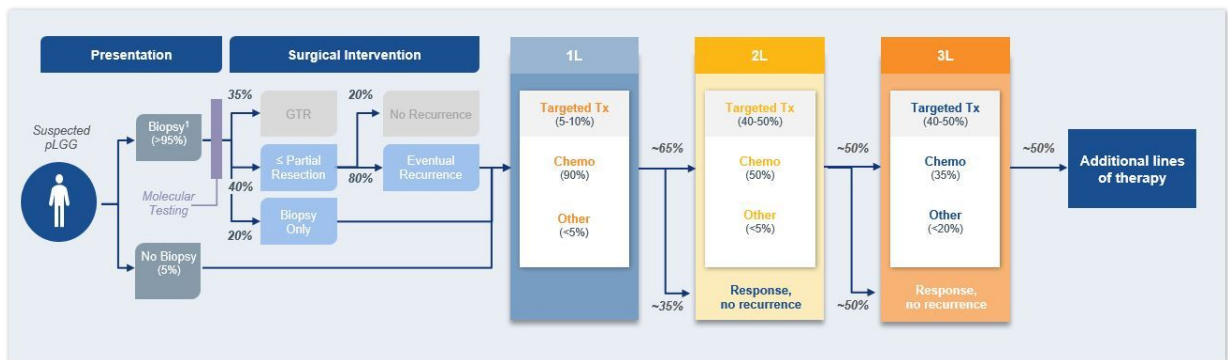 Presentation
Surgical Intervention
1L
2L
3L
Suspected
pLGG
Biopsy1
(>95%)
Molecular
Testing
No Biopsy
(5%)
35%
GTR
20%
No Recurrence
≤ Partial
Resection
40%
80%
Eventual
Recurrence
20%
Biopsy
Only
Targeted Tx
(5-10%)
Chemo
(90%)
Other
(<5%)
~65%
~35%
Targeted Tx
(40-50%)
Chemo
(50%)
Other
(<5%)
Response,
no recurrence
~50%
~50%
Targeted Tx
(40-50%)
Chemo
(35%)
Other
(<20%)
Response,
no recurrence
~50%
Additional lines
of therapy